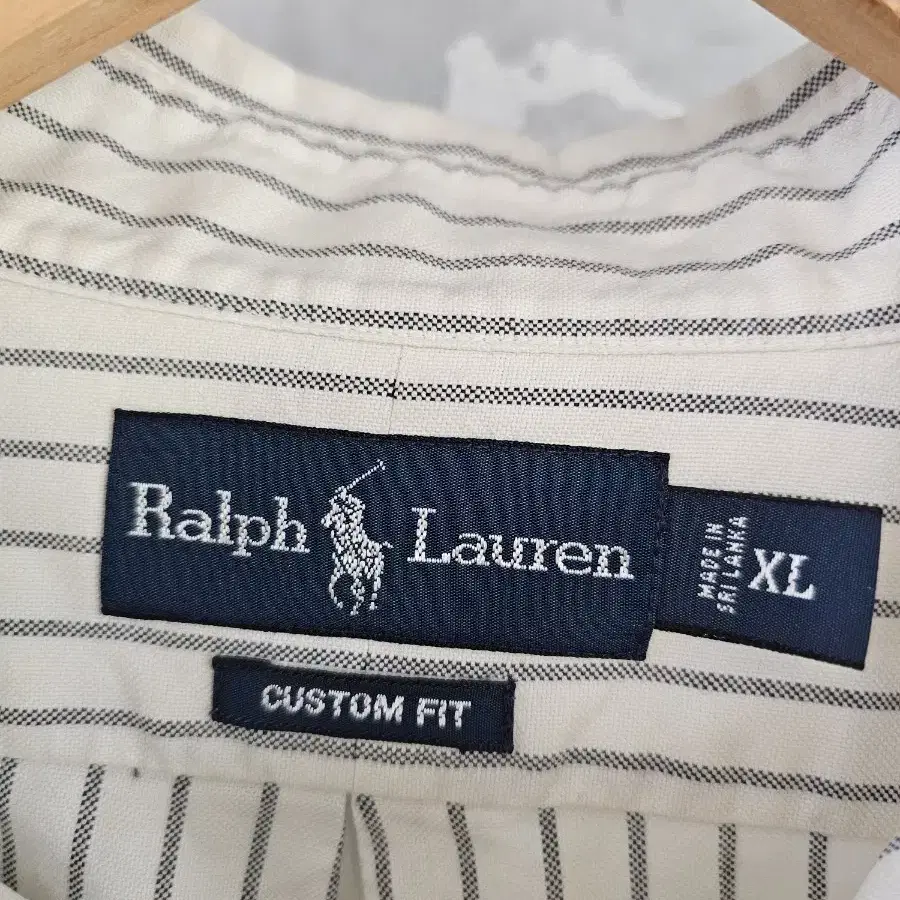 Ralph Lauren
MADE IN
SRI LANKA
XL
CUSTOM FIT